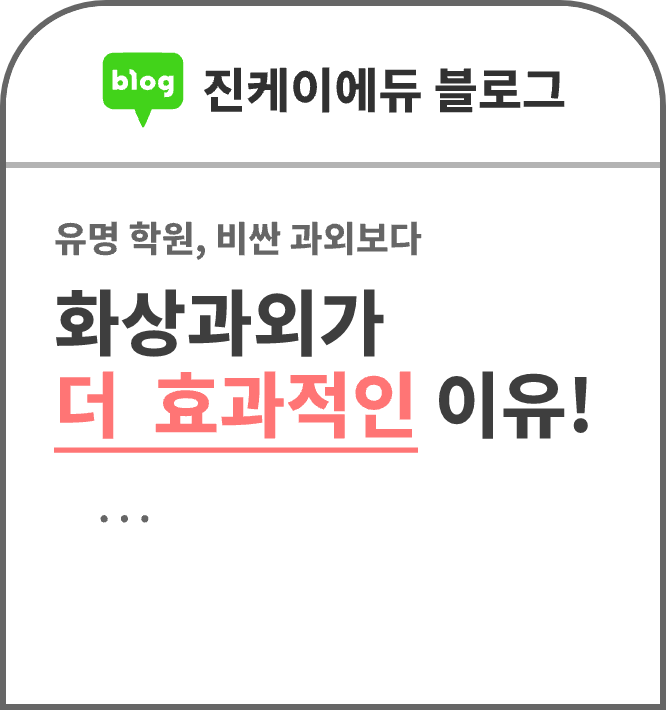 blog 진케이에듀 블로그
유명 학원, 비싼 과외보다
화상과외가
더 효과적인 이유!
...